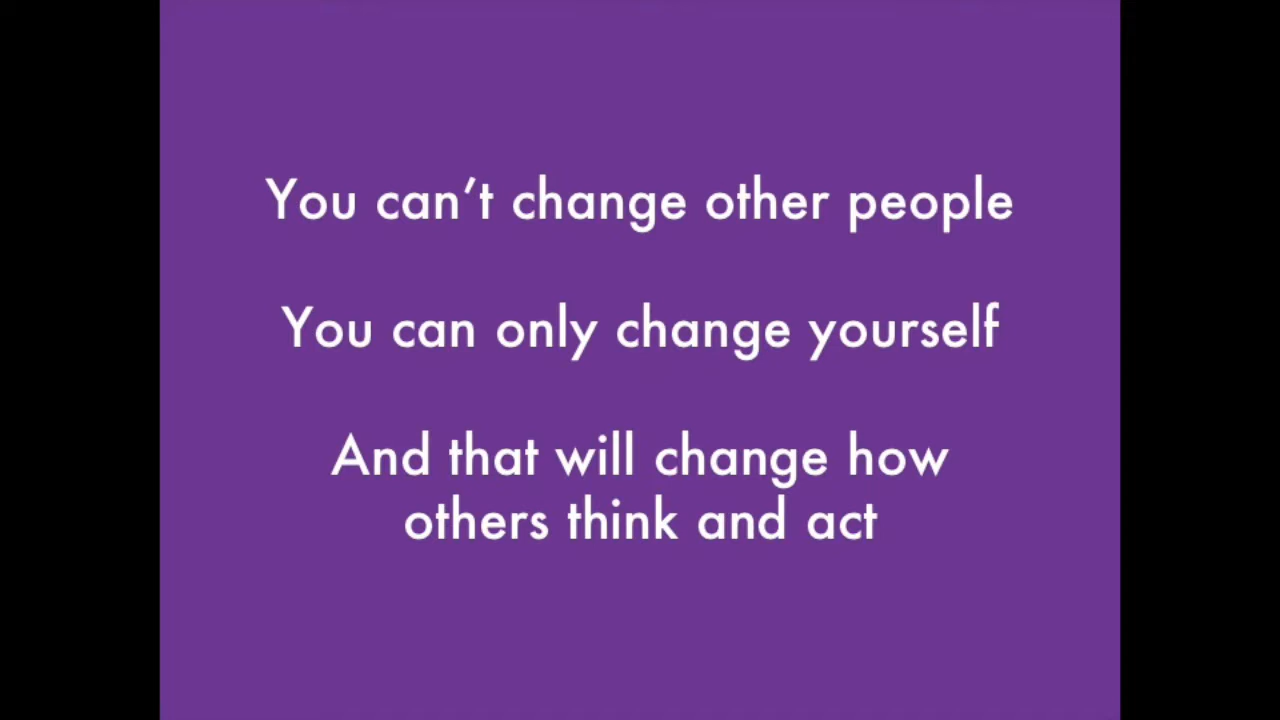 You can’t change other people
You can only change yourself
And that will change how
others think and act